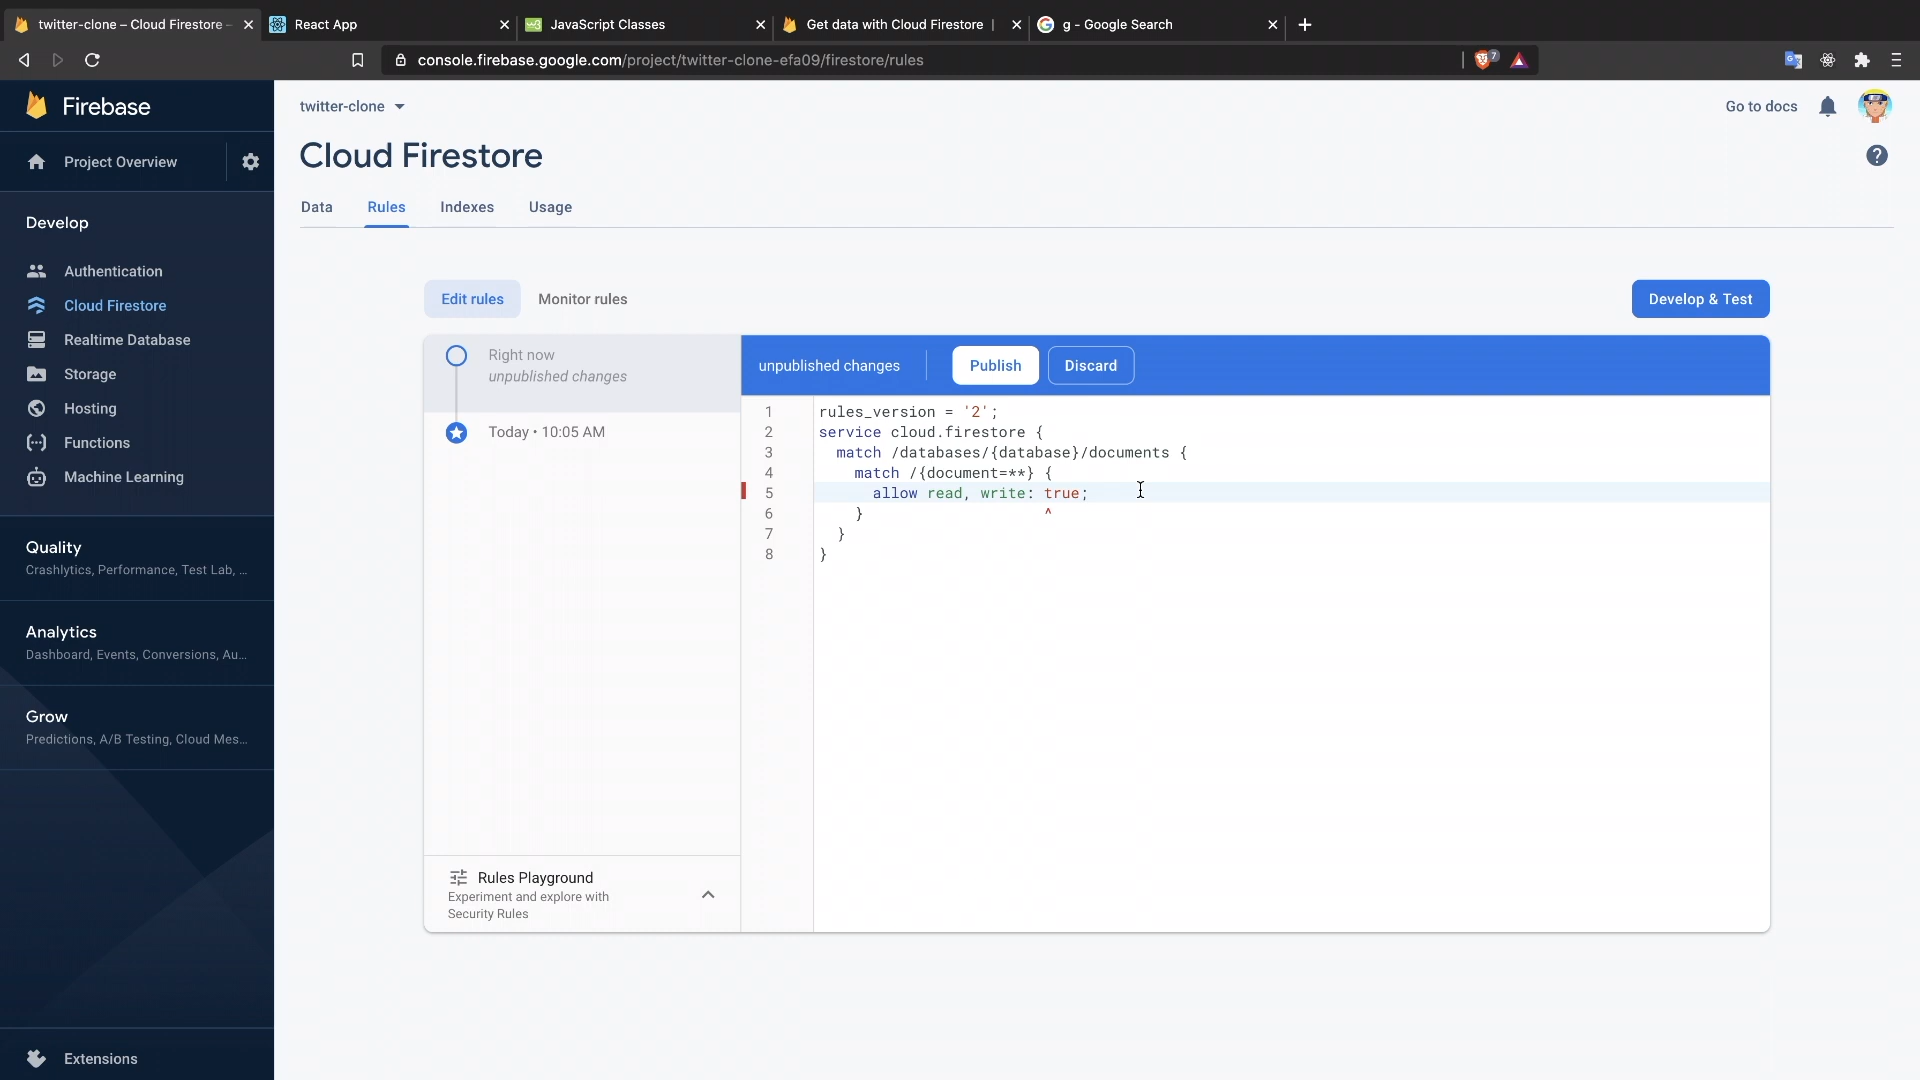 twitter-clone – Cloud Firestore –
React App
JavaScript Classes
Get data with Cloud Firestore |
g - Google Search
console.firebase.google.com/project/twitter-clone-efa09/firestore/rules
7
Firebase
twitter-clone
Go to docs
Project Overview
Cloud Firestore
?
Data
Rules
Indexes
Usage
Develop
Authentication
Cloud Firestore
Realtime Database
Storage
Hosting
Functions
Machine Learning
Quality
Crashlytics, Performance, Test Lab, ...
Analytics
Dashboard, Events, Conversions, Au...
Grow
Predictions, A/B Testing, Cloud Mes...
Extensions
Edit rules
Monitor rules
Develop & Test
Right now
unpublished changes
Today • 10:05 AM
Rules Playground
Experiment and explore with
Security Rules
unpublished changes
Publish
Discard
1 rules_version = '2';
2 service cloud.firestore {
3 match /databases/{database}/documents {
4 match /{document=**} {
5 allow read, write: true;
6 } ^
7 }
8 }